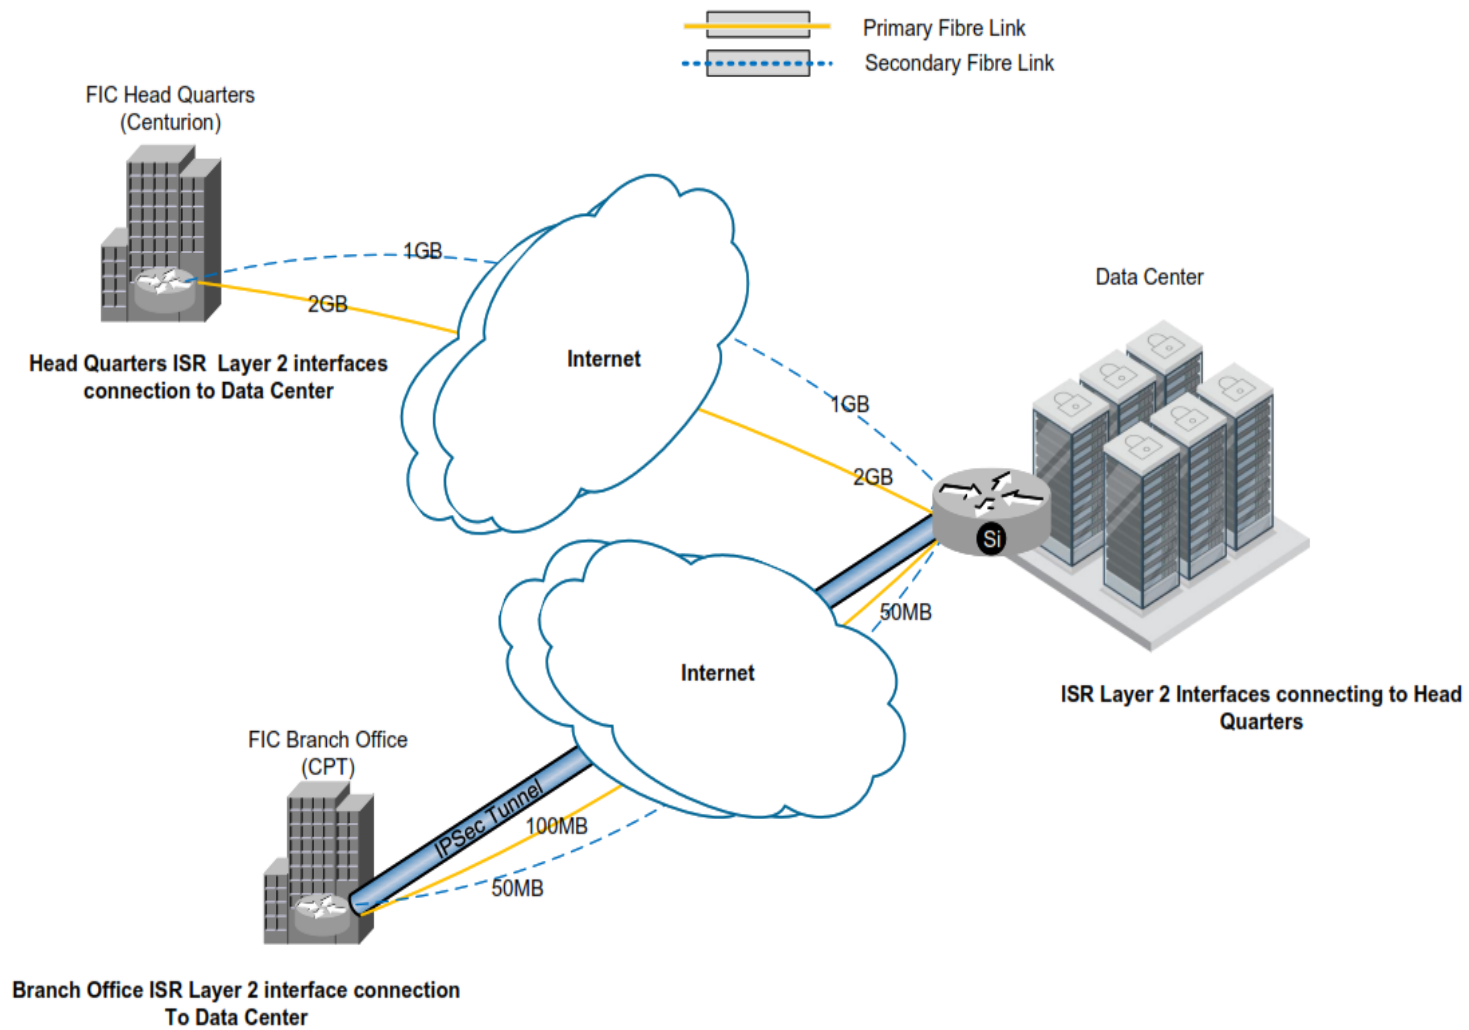 Primary Fibre Link
Secondary Fibre Link
FIC Head Quarters
(Centurion)
1GB
2GB
Head Quarters ISR  Layer 2 interfaces
connection to Data Center
Internet
Data Center
1GB
2GB
Si
50MB
Internet
ISR Layer 2 Interfaces connecting to Head
Quarters
FIC Branch Office
(CPT)
IPSec Tunnel
100MB
50MB
Branch Office ISR Layer 2 interface connection
To Data Center